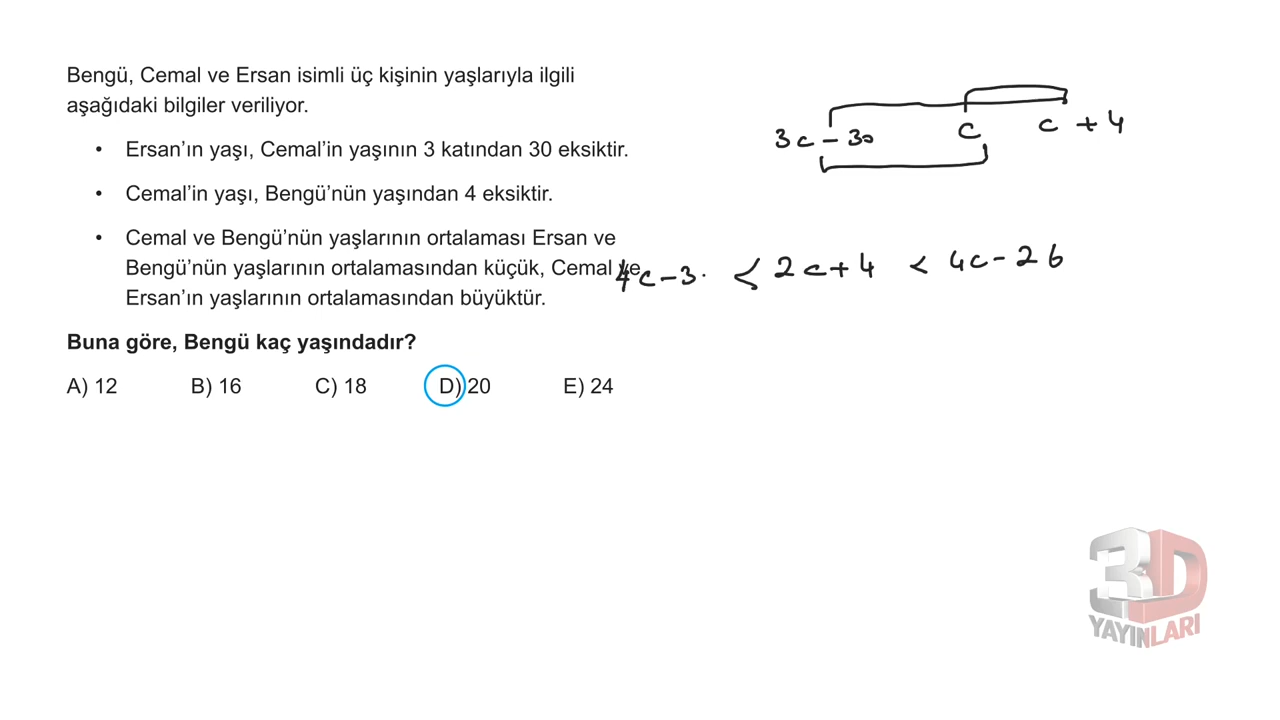 Bengü, Cemal ve Ersan isimli üç kişinin yaşlarıyla ilgili
aşağıdaki bilgiler veriliyor.
• Ersan’ın yaşı, Cemal’in yaşının 3 katından 30 eksiktir.
• Cemal’in yaşı, Bengü’nün yaşından 4 eksiktir.
• Cemal ve Bengü’nün yaşlarının ortalaması Ersan ve
Bengü’nün yaşlarının ortalamasından küçük, Cemal ve
Ersan’ın yaşlarının ortalamasından büyüktür.
Buna göre, Bengü kaç yaşındadır?
A) 12 B) 16 C) 18 D) 20 E) 24
3c - 30 c c + 4
4c - 3. < 2c + 4 < 4c - 26
3D
YAYINLARI